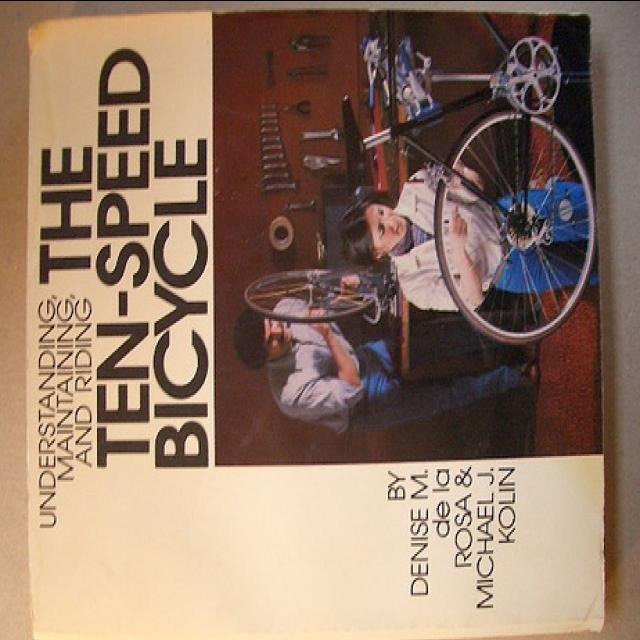 UNDERSTANDING,
MAINTAINING,
AND RIDING THE
TEN-SPEED
BICYCLE
BY
DENISE M.
de la
ROSA &
MICHAEL J.
KOLIN